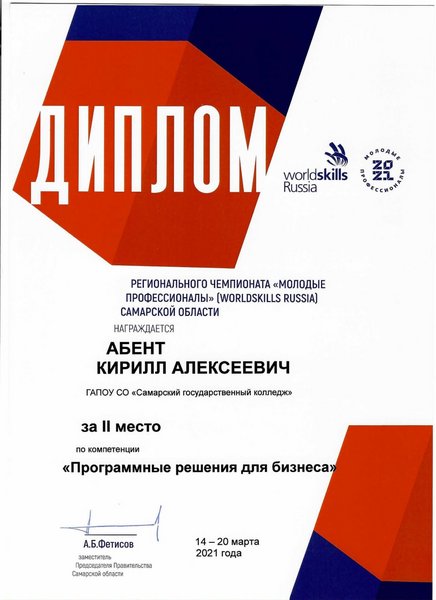 ДИПЛОМ
worldskills
Russia
МОЛОДЫЕ
ПРОФЕССИОНАЛЫ
20
21
РЕГИОНАЛЬНОГО ЧЕМПИОНАТА «МОЛОДЫЕ
ПРОФЕССИОНАЛЫ» (WORLDSKILLS RUSSIA)
САМАРСКОЙ ОБЛАСТИ
НАГРАЖДАЕТСЯ
АБЕНТ
КИРИЛЛ АЛЕКСЕЕВИЧ
ГАПОУ СО «Самарский государственный колледж»
за II место
по компетенции
«Программные решения для бизнеса»
А.Б.Фетисов
заместитель
Председателя Правительства
Самарской области
14 – 20 марта
2021 года